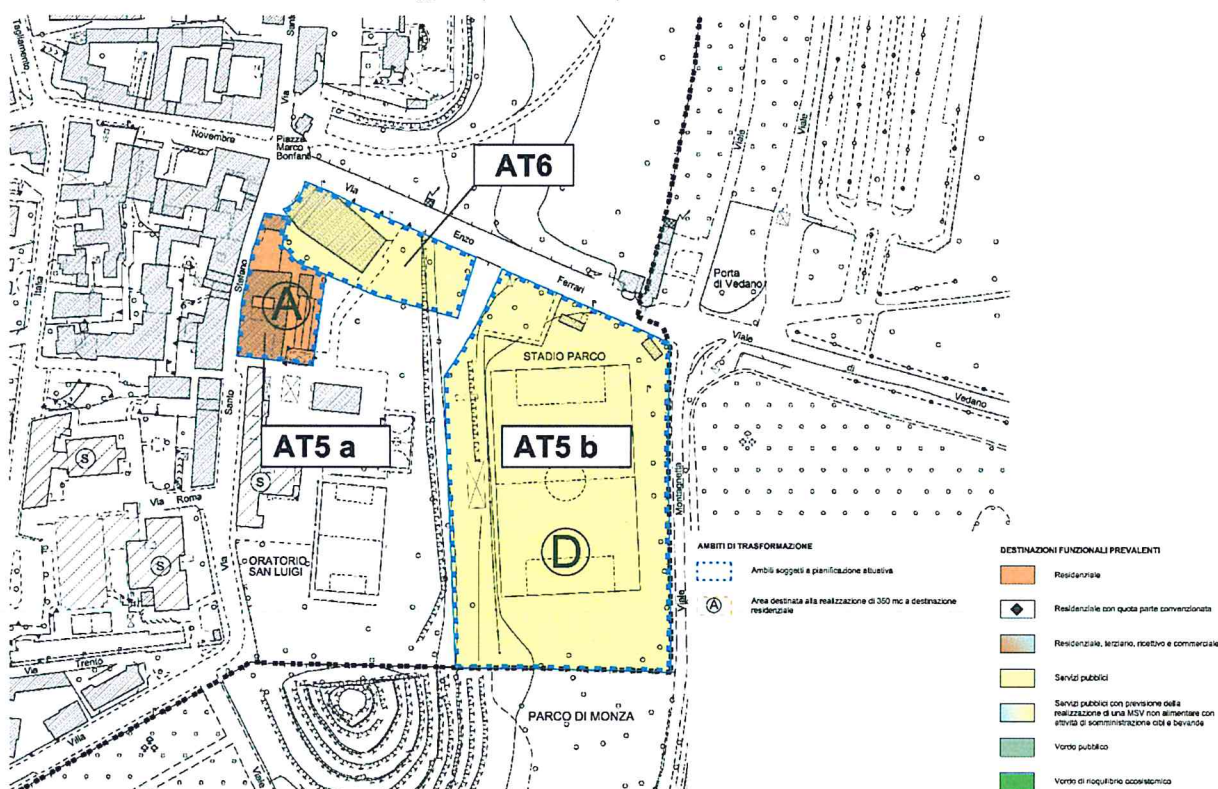 Tagliamento
Santo
Via
Novembre
Piazza
Marco
Bonfanti
AT6
Via
Enzo
Ferrari
Viale
Viale
Porta
di Vedano
Stefano
Italia
A
STADIO PARCO
Viale
di
Vedano
AT5 a
AT5 b
Santo
S
S
Via Roma
Montagnetta
D
S
ORATORIO
SAN LUIGI
Via
Viale
Via Trento
Villa
Viale
PARCO DI MONZA
AMBITI DI TRASFORMAZIONE
Ambiti soggetti a pianificazione attuativa
A
Area destinata alla realizzazione di 350 mc a destinazione
residenziale
DESTINAZIONI FUNZIONALI PREVALENTI
Residenziale
Residenziale con quota parte convenzionata
Residenziale, terziario, ricettivo e commerciale
Servizi pubblici
Servizi pubblici con previsione della
realizzazione di una MSV non alimentare con
attività di somministrazione cibi e bevande
Verde pubblico
Verde di riequilibrio ecosistemico